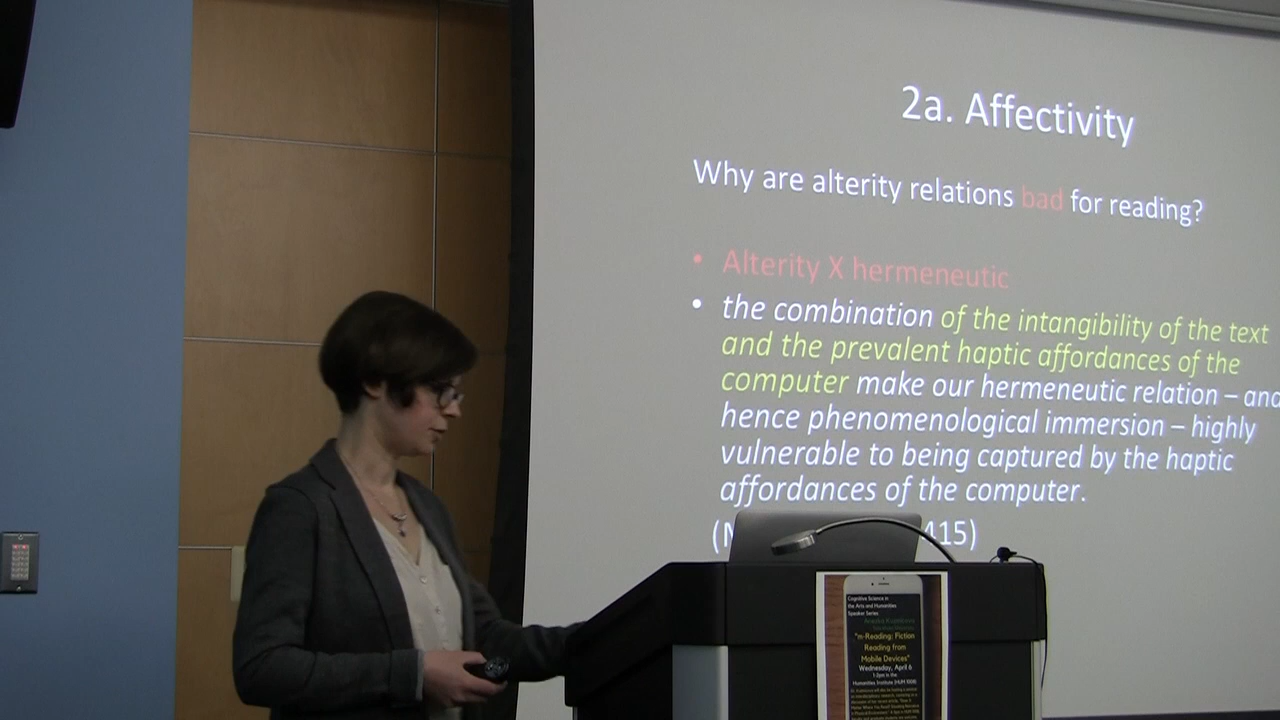 2a. Affectivity
Why are alterity relations bad for reading?
• Alterity X hermeneutic
• the combination of the intangibility of the text
and the prevalent haptic affordances of the
computer make our hermeneutic relation – and
hence phenomenological immersion – highly
vulnerable to being captured by the haptic
affordances of the computer.
415)
Cognitive Science in
the Arts and Humanities
Speaker Series
"m-Reading: Fiction
Reading from
Mobile Devices"
Wednesday, April 6
Humanities Institute